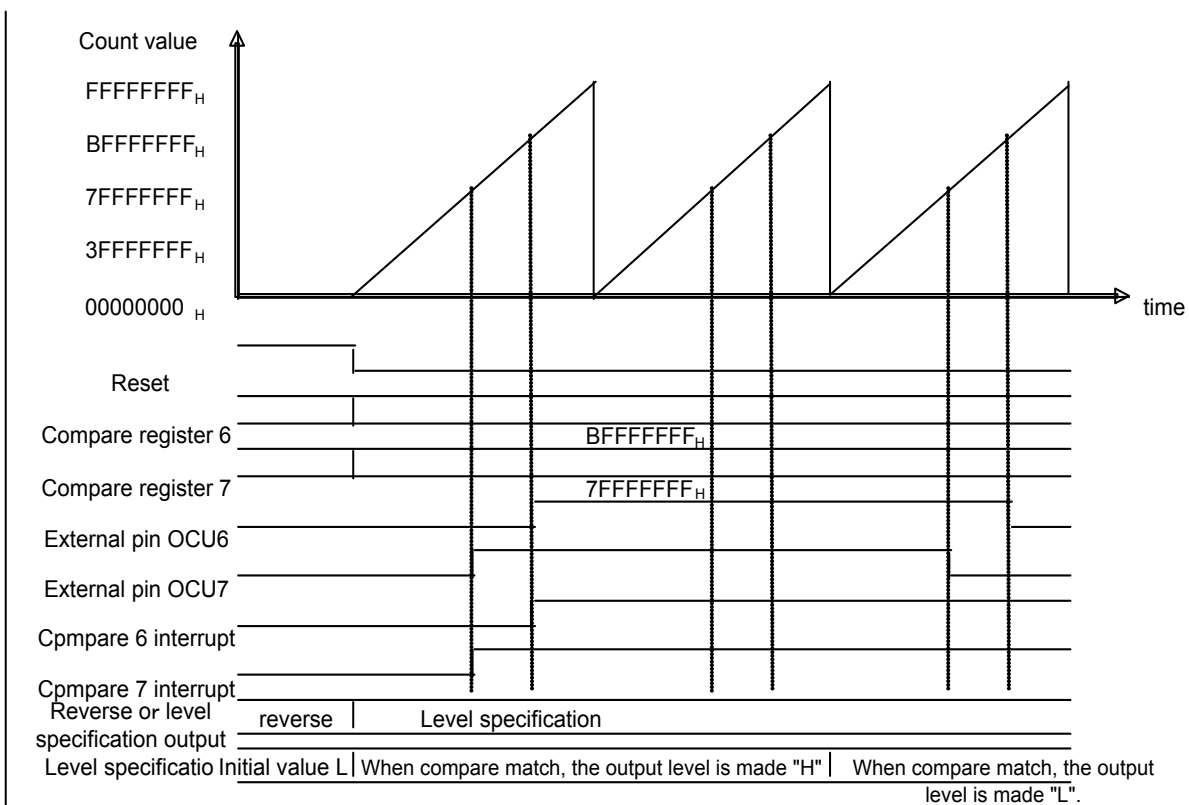 Count value
FFFFFFFFH
BFFFFFFFH
7FFFFFFFH
3FFFFFFFH
00000000 H
time
Reset
Compare register 6
BFFFFFFFH
Compare register 7
7FFFFFFFH
External pin OCU6
External pin OCU7
Cpmpare 6 interrupt
Cpmpare 7 interrupt
Reverse or level
specification output
reverse
Level specification
Level specificatio
Initial value L
When compare match, the output level is made "H"
When compare match, the output
level is made "L".